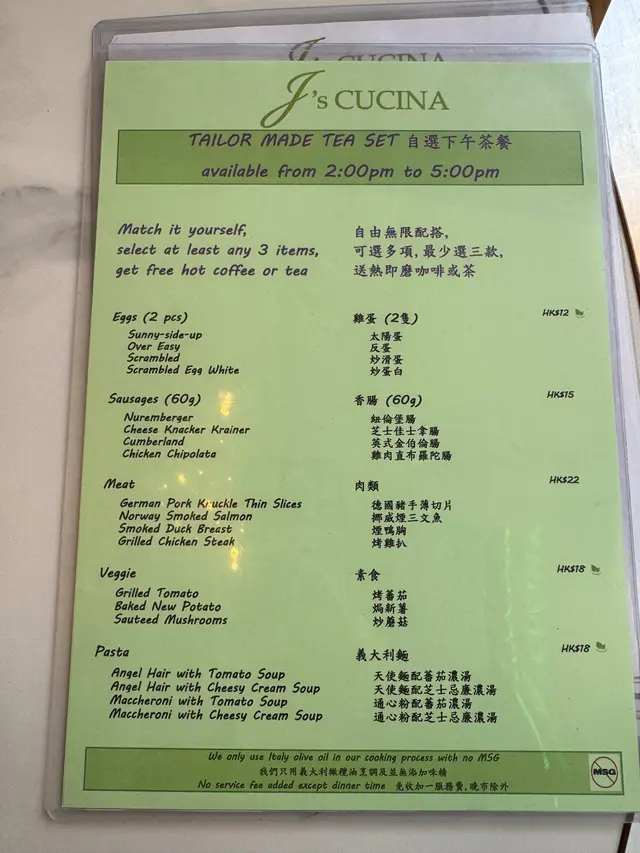 J's CUCINA
J's CUCINA
TAILOR MADE TEA SET 自選下午茶餐
available from 2:00pm to 5:00pm
Match it yourself, 自由無限配搭,
select at least any 3 items, 可選多項,最少選三款,
get free hot coffee or tea 送熱即磨咖啡或茶
Eggs (2 pcs) 雞蛋 (2隻) HK$12
Sunny-side-up 太陽蛋
Over Easy 反蛋
Scrambled 炒滑蛋
Scrambled Egg White 炒蛋白
Sausages (60g) 香腸 (60g) HK$15
Nuremberger 紐倫堡腸
Cheese Knacker Krainer 芝士佳士拿腸
Cumberland 英式金伯倫腸
Chicken Chipolata 雞肉直布羅陀腸
Meat 肉類 HK$22
German Pork Knuckle Thin Slices 德國豬手薄切片
Norway Smoked Salmon 挪威煙三文魚
Smoked Duck Breast 煙鴨胸
Grilled Chicken Steak 烤雞扒
Veggie 素食 HK$18
Grilled Tomato 烤蕃茄
Baked New Potato 焗新薯
Sauteed Mushrooms 炒蘑菇
Pasta 義大利麵 HK$18
Angel Hair with Tomato Soup 天使麵配蕃茄濃湯
Angel Hair with Cheesy Cream Soup 天使麵配芝士忌廉濃湯
Maccheroni with Tomato Soup 通心粉配蕃茄濃湯
Maccheroni with Cheesy Cream Soup 通心粉配芝士忌廉濃湯
We only use Italy olive oil in our cooking process with no MSG
我們只用義大利橄欖油烹調及並無添加味精
No service fee added except dinner time 免收加一服務費,晚市除外
MSG